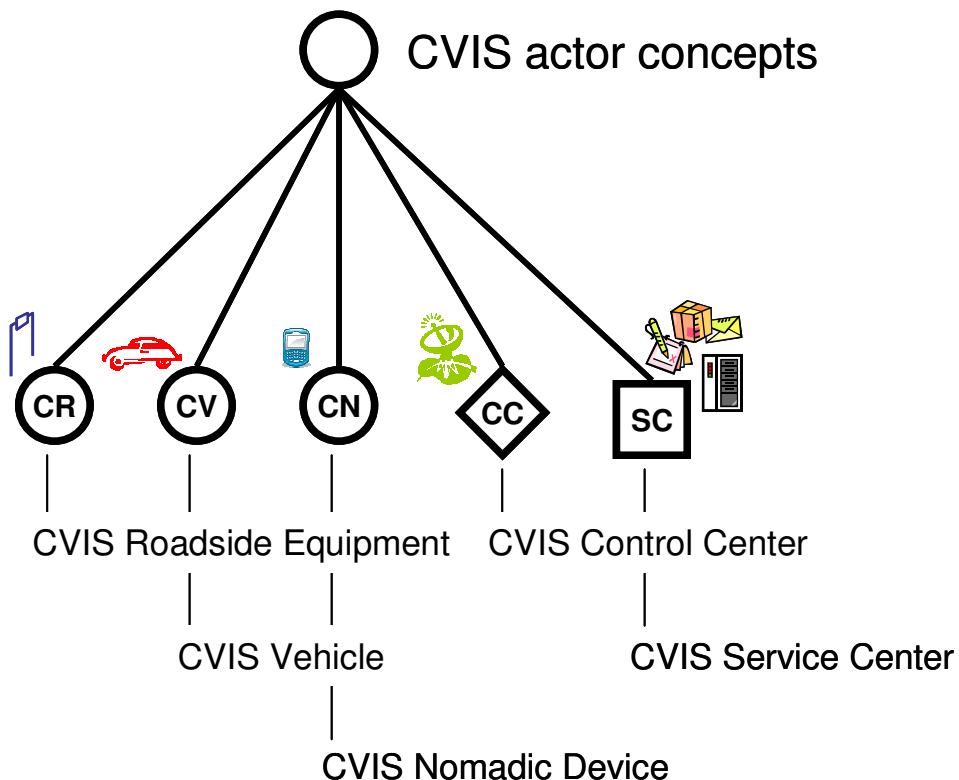 CVIS actor concepts
CR CV CN CC SC
CVIS Roadside Equipment CVIS Control Center
CVIS Vehicle CVIS Service Center
CVIS Nomadic Device